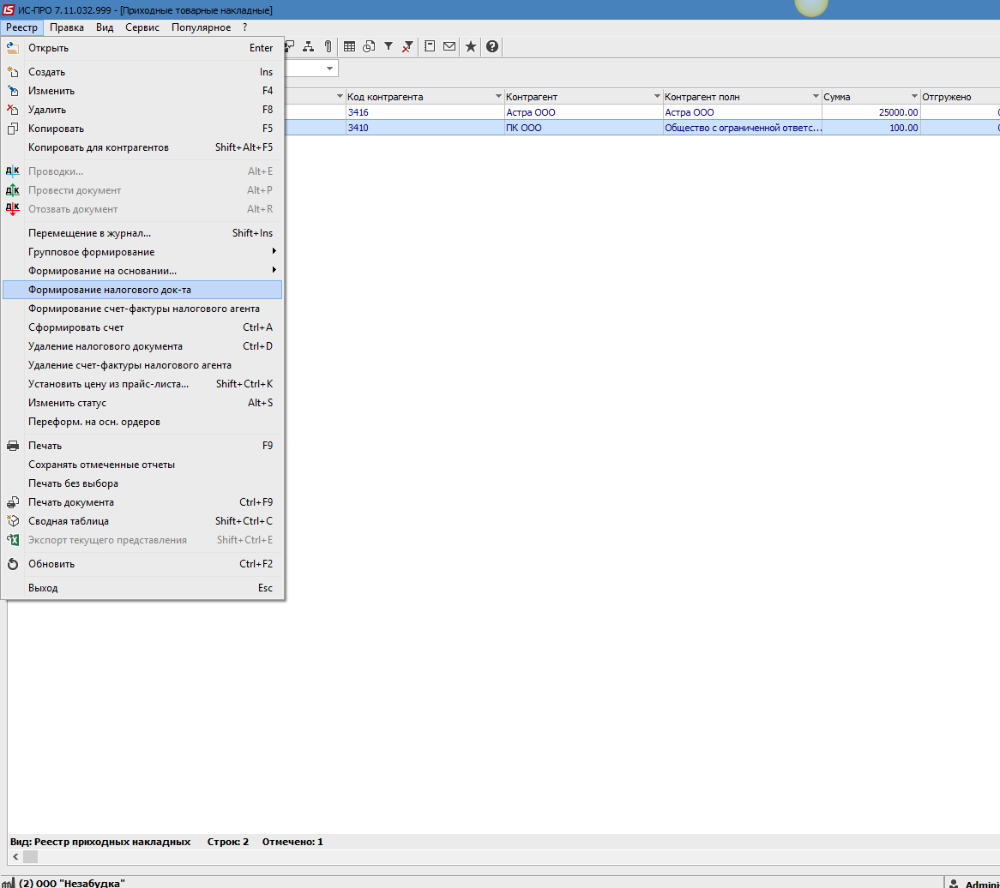 IS ИС-ПРО 7.11.032.999 - [Приходные товарные накладные]
Реестр Правка Вид Сервис Популярное ?
Открыть Enter
Создать Ins
Изменить F4
Удалить F8
Копировать F5
Копировать для контрагентов Shift+Alt+F5
Проводки... Alt+E
Провести документ Alt+P
Отозвать документ Alt+R
Перемещение в журнал... Shift+Ins
Групповое формирование
Формирование на основании...
Формирование налогового док-та
Формирование счет-фактуры налогового агента
Сформировать счет Ctrl+A
Удаление налогового документа Ctrl+D
Удаление счет-фактуры налогового агента
Установить цену из прайс-листа... Shift+Ctrl+K
Изменить статус Alt+S
Переформ. на осн. ордеров
Печать F9
Сохранять отмеченные отчеты
Печать без выбора
Печать документа Ctrl+F9
Сводная таблица Shift+Ctrl+C
Экспорт текущего представления Shift+Ctrl+E
Обновить Ctrl+F2
Выход Esc
Код контрагента Контрагент Контрагент полн Сумма Отгружено
3416 Астра ООО Астра ООО 25000.00
3410 ПК ООО Общество с ограниченной ответс... 100.00
Вид: Реестр приходных накладных Строк: 2 Отмечено: 1
(2) ООО "Незабудка" Admini